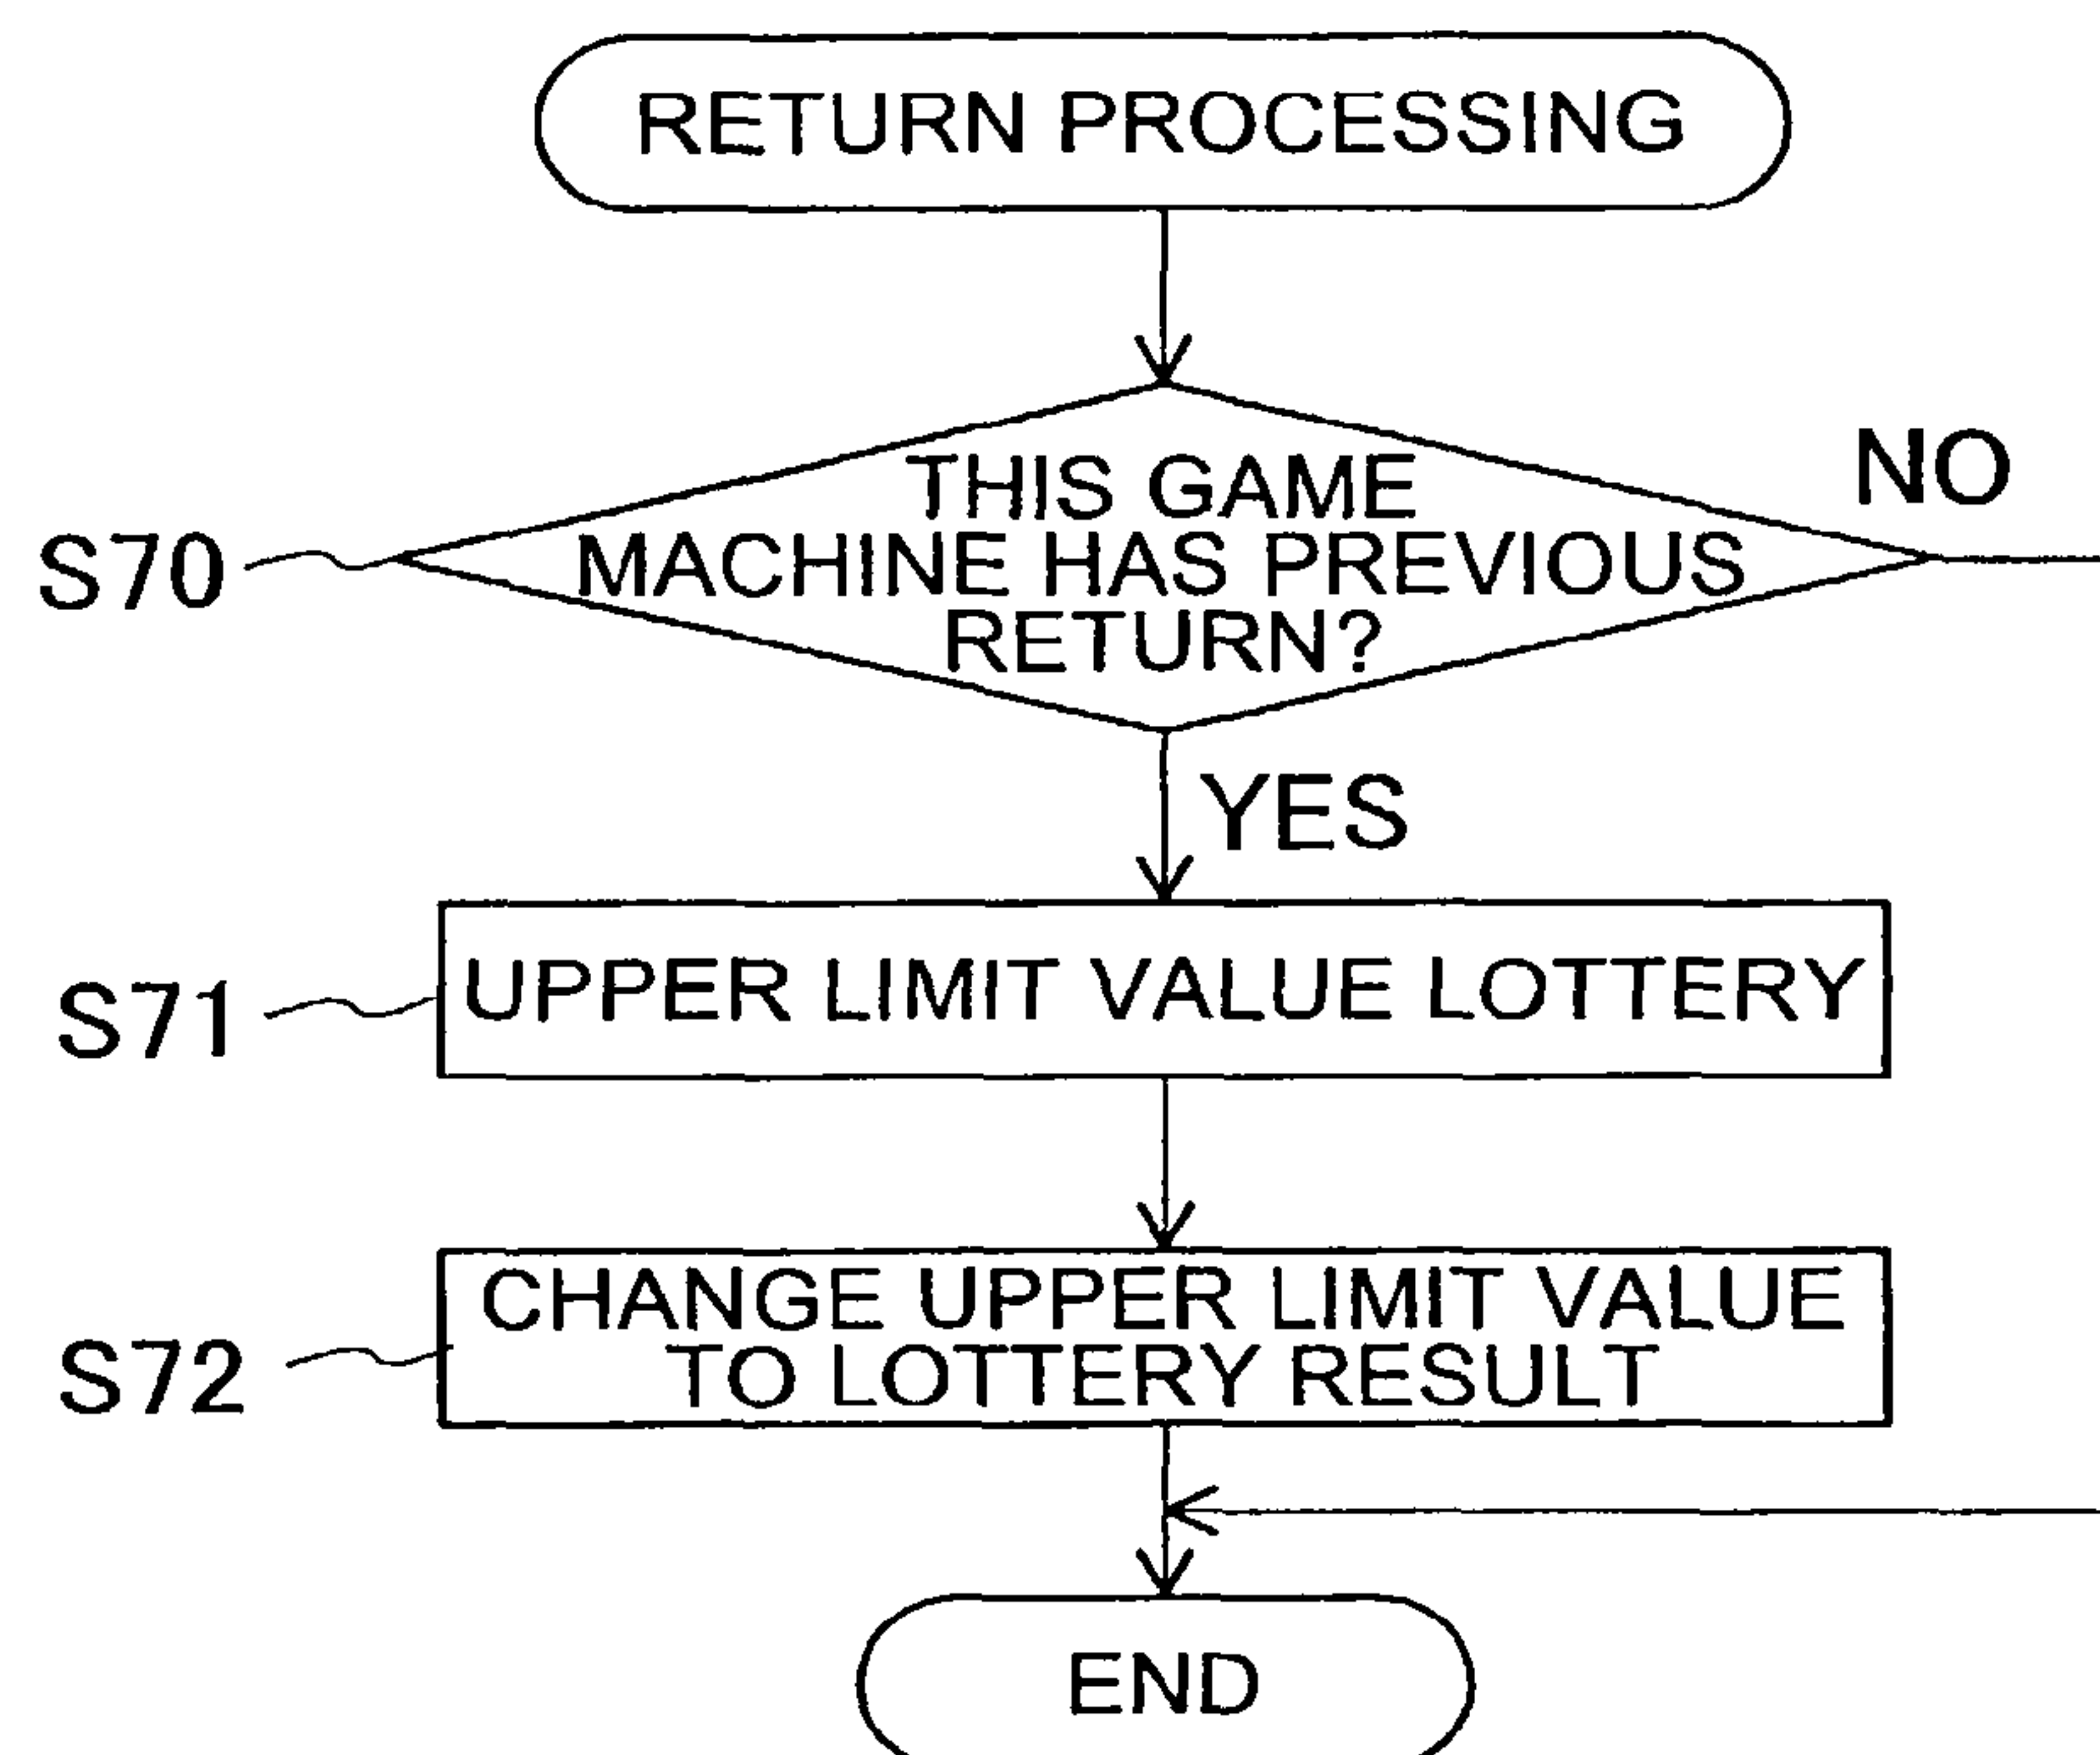 RETURN PROCESSING
THIS GAME
MACHINE HAS PREVIOUS
RETURN?
NO
S70
YES
UPPER LIMIT VALUE LOTTERY
S71
CHANGE UPPER LIMIT VALUE
TO LOTTERY RESULT
S72
END